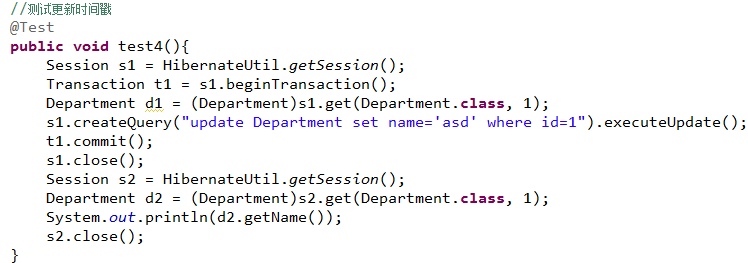 //测试更新时间戳
@Test
public void test4(){
    Session s1 = HibernateUtil.getSession();
    Transaction t1 = s1.beginTransaction();
    Department d1 = (Department)s1.get(Department.class, 1);
    s1.createQuery("update Department set name='asd' where id=1").executeUpdate();
    t1.commit();
    s1.close();
    Session s2 = HibernateUtil.getSession();
    Department d2 = (Department)s2.get(Department.class, 1);
    System.out.println(d2.getName());
    s2.close();
}